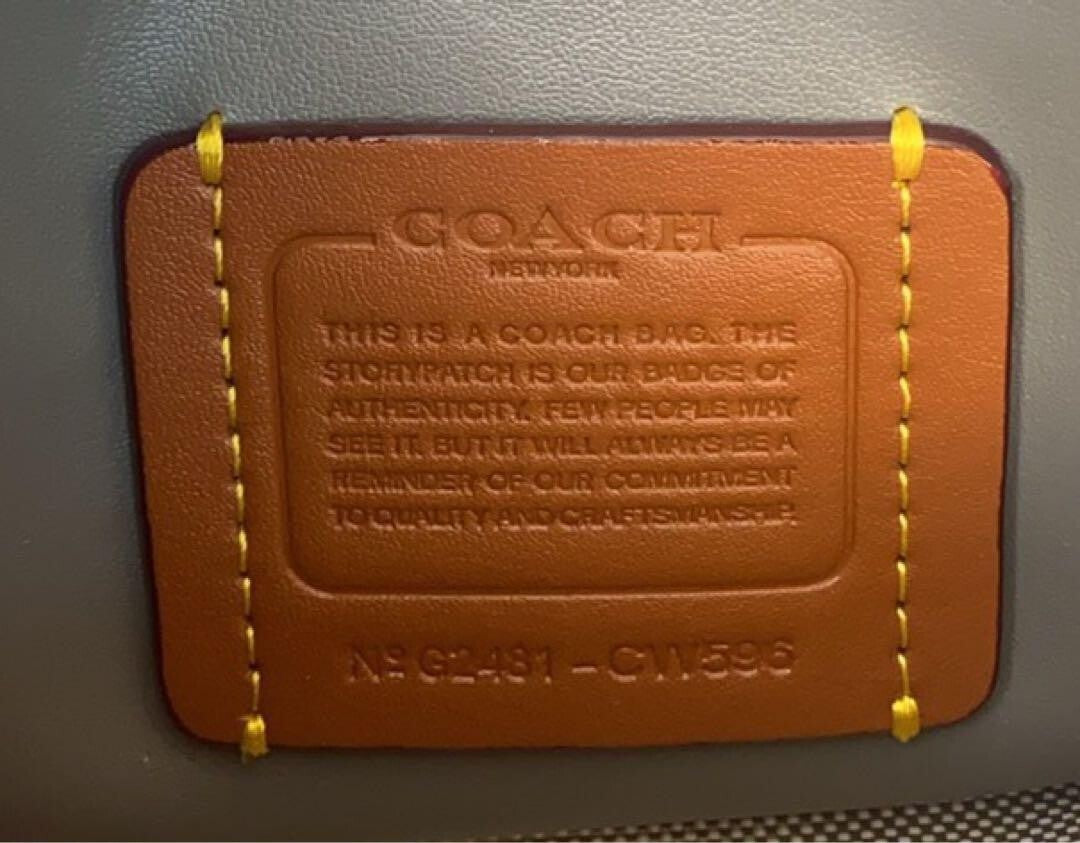 COACH
NEW YORK
THIS IS A COACH BAG. THE
STORYPATCH IS OUR BADGE OF
AUTHENTICITY. FEW PEOPLE MAY
SEE IT. BUT IT WILL ALWAYS BE A
REMINDER OF OUR COMMITMENT
TO QUALITY AND CRAFTSMANSHIP.
Nº G2481 - CW596